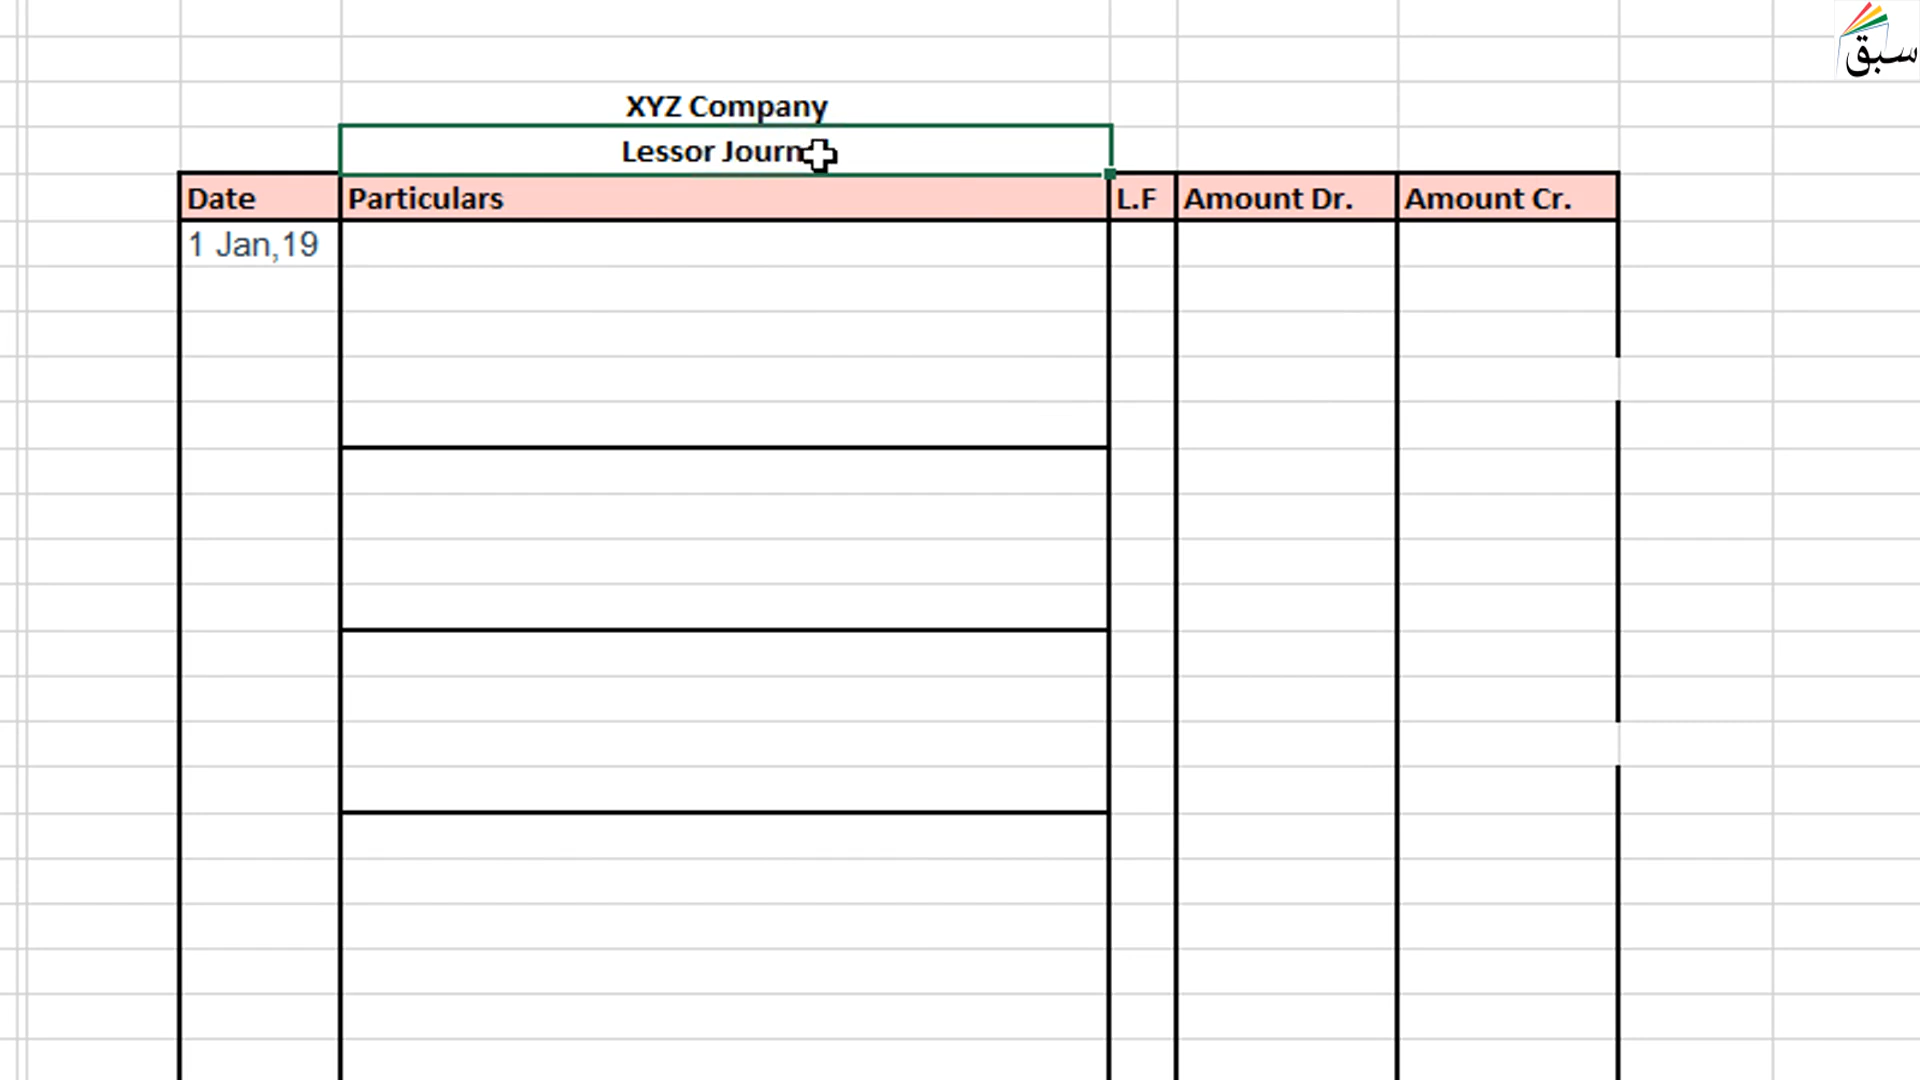 سبق
XYZ Company
Lessor Journ
Date Particulars L.F Amount Dr. Amount Cr.
1 Jan,19